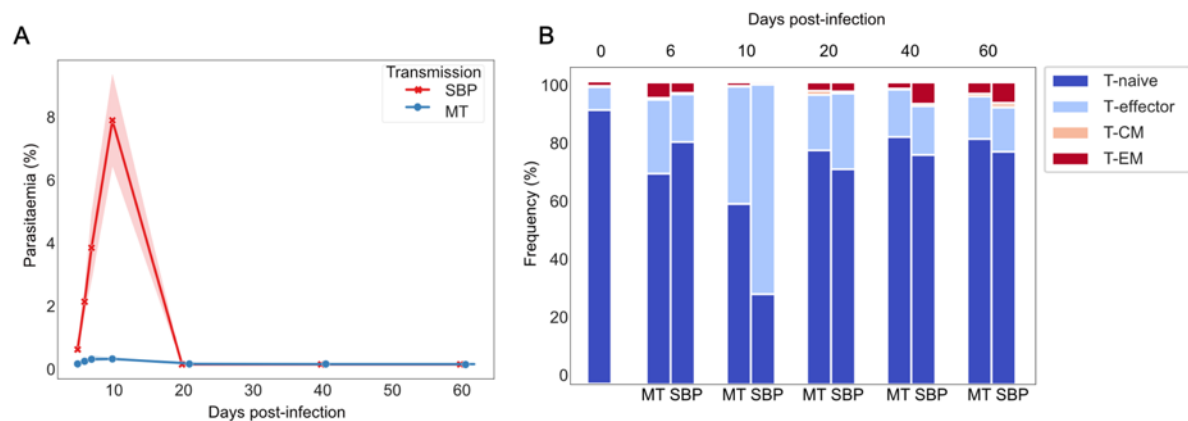 A
Transmission
SBP
MT
Parasitaemia (%)
8
6
4
2
0
10 20 30 40 50 60
Days post-infection
B
Days post-infection
0 6 10 20 40 60
Frequency (%)
100
80
60
40
20
0
MT SBP MT SBP MT SBP MT SBP MT SBP
T-naive
T-effector
T-CM
T-EM